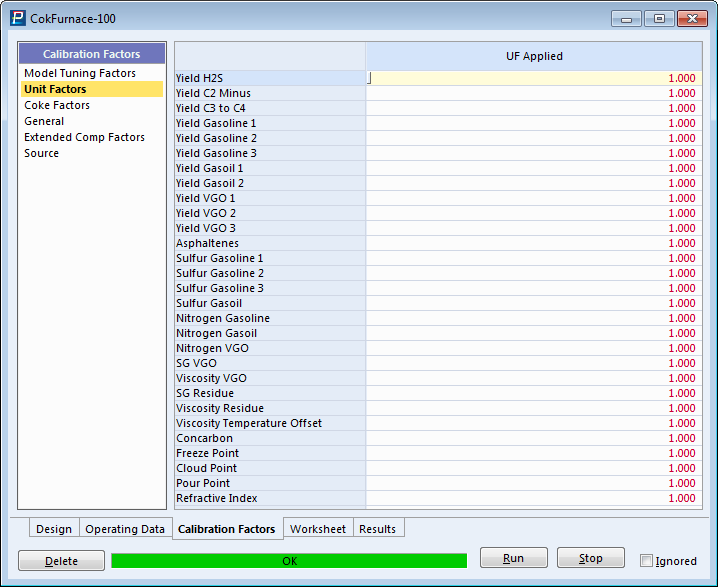 CokFurnace-100
Calibration Factors
Model Tuning Factors
Unit Factors
Coke Factors
General
Extended Comp Factors
Source
UF Applied
Yield H2S 1.000
Yield C2 Minus 1.000
Yield C3 to C4 1.000
Yield Gasoline 1 1.000
Yield Gasoline 2 1.000
Yield Gasoline 3 1.000
Yield Gasoil 1 1.000
Yield Gasoil 2 1.000
Yield VGO 1 1.000
Yield VGO 2 1.000
Yield VGO 3 1.000
Asphaltenes 1.000
Sulfur Gasoline 1 1.000
Sulfur Gasoline 2 1.000
Sulfur Gasoline 3 1.000
Sulfur Gasoil 1.000
Nitrogen Gasoline 1.000
Nitrogen Gasoil 1.000
Nitrogen VGO 1.000
SG VGO 1.000
Viscosity VGO 1.000
SG Residue 1.000
Viscosity Residue 1.000
Viscosity Temperature Offset 1.000
Concarbon 1.000
Freeze Point 1.000
Cloud Point 1.000
Pour Point 1.000
Refractive Index 1.000
Design Operating Data Calibration Factors Worksheet Results
Delete OK Run Stop Ignored